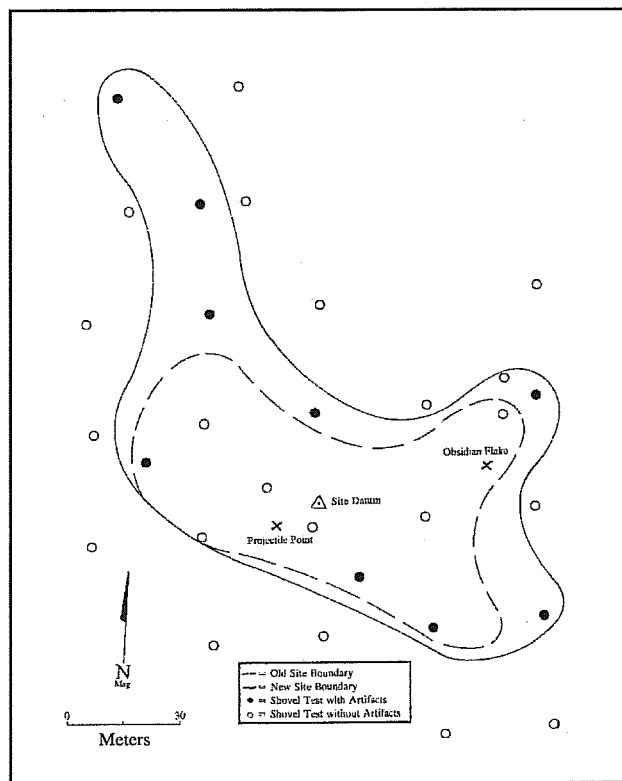 Obsidian Flake
Site Datum
Projectile Point
N
Mag
= Old Site Boundary
= New Site Boundary
= Shovel Test with Artifacts
= Shovel Test without Artifacts
0 30
Meters